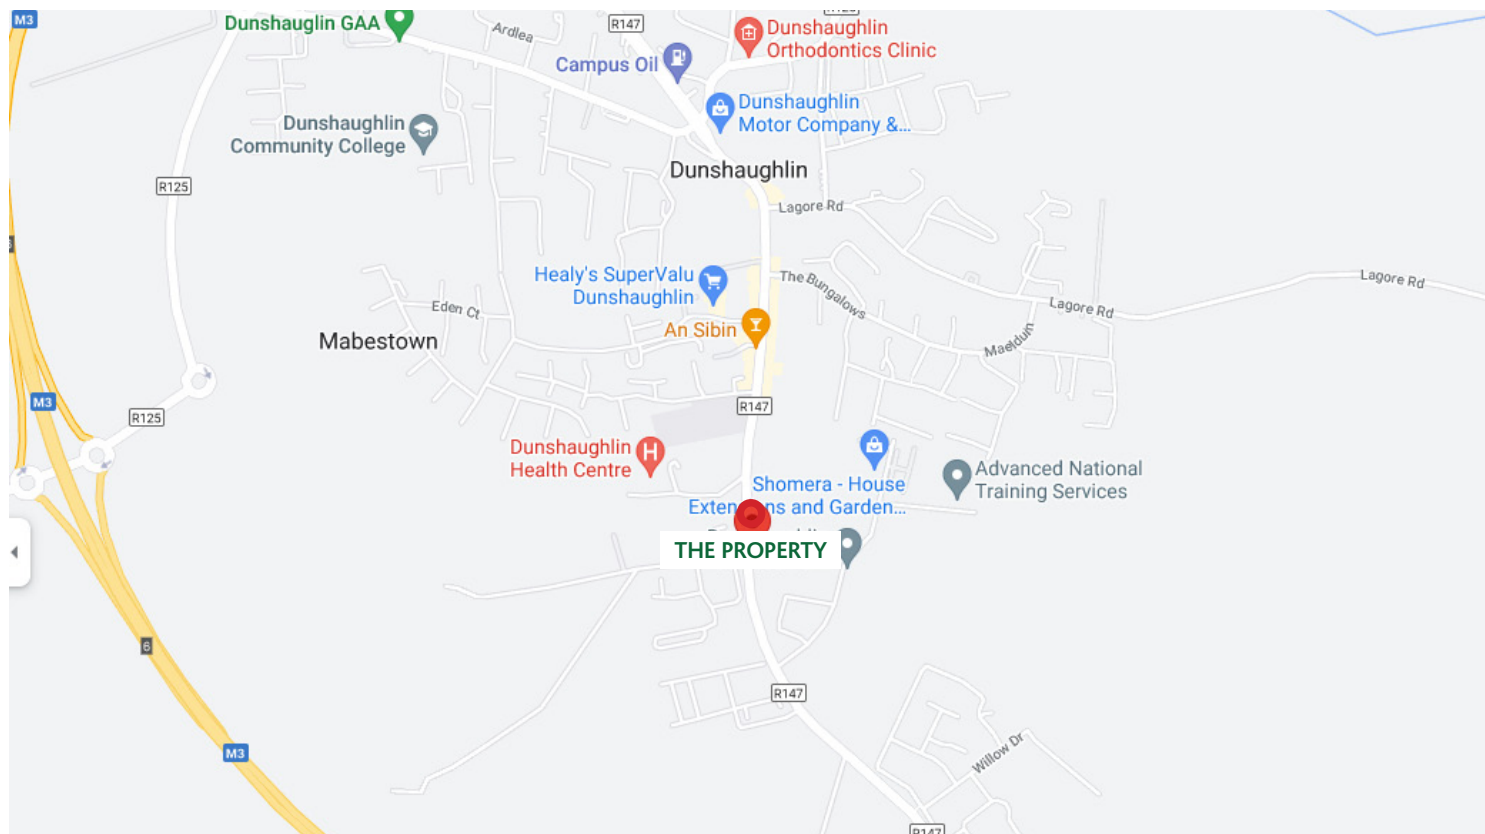 M3
Dunshauglin GAA
Ardlea
R147
Dunshaughlin
Orthodontics Clinic
Campus Oil
Dunshaughlin
Motor Company &…
Dunshaughlin
Community College
Dunshaughlin
R125
Lagore Rd
Healy's SuperValu
Dunshaughlin
The Bungalows
Lagore Rd
Lagore Rd
Eden Ct
An Sibin
Mabestown
Maelduin
M3
R125
R147
Dunshaughlin
Health Centre
Advanced National
Training Services
Shomera - House
and Garden…
THE PROPERTY
6
R147
M3
Willow Dr
R147